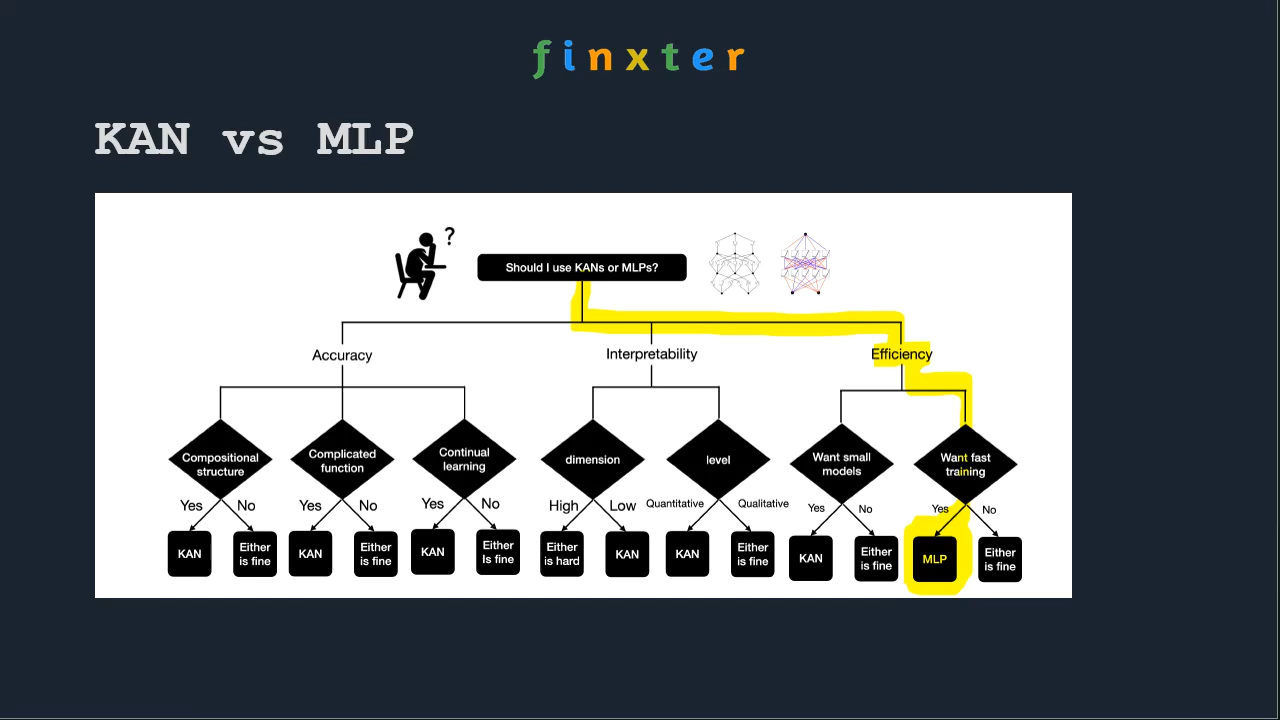 finxter
KAN vs MLP
?
Should I use KANs or MLPs?
Accuracy
Interpretability
Efficiency
Compositional
structure
Complicated
function
Continual
learning
dimension
level
Want small
models
Want fast
training
Yes
No
Yes
No
Yes
No
High
Low
Quantitative
Qualitative
Yes
No
Yes
No
KAN
Either
is fine
KAN
Either
is fine
KAN
Either
Is fine
Either
is hard
KAN
KAN
Either
is fine
KAN
Either
is fine
MLP
Either
is fine